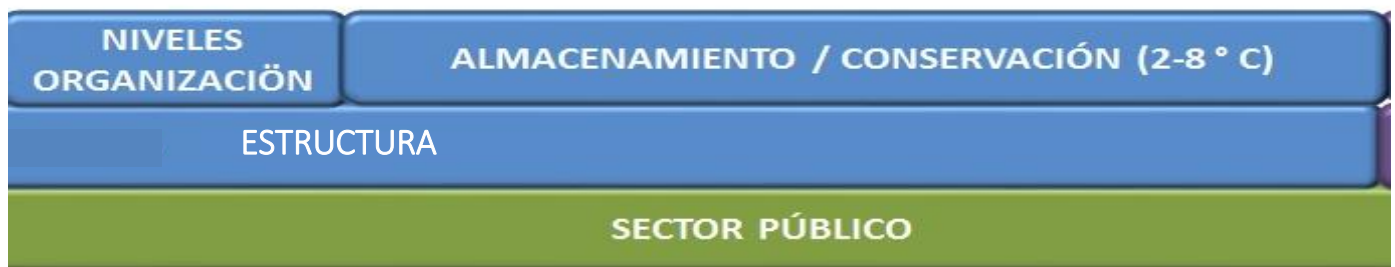 NIVELES
ORGANIZACIÖN
ALMACENAMIENTO / CONSERVACIÓN (2-8 ° C)
ESTRUCTURA
SECTOR PÚBLICO